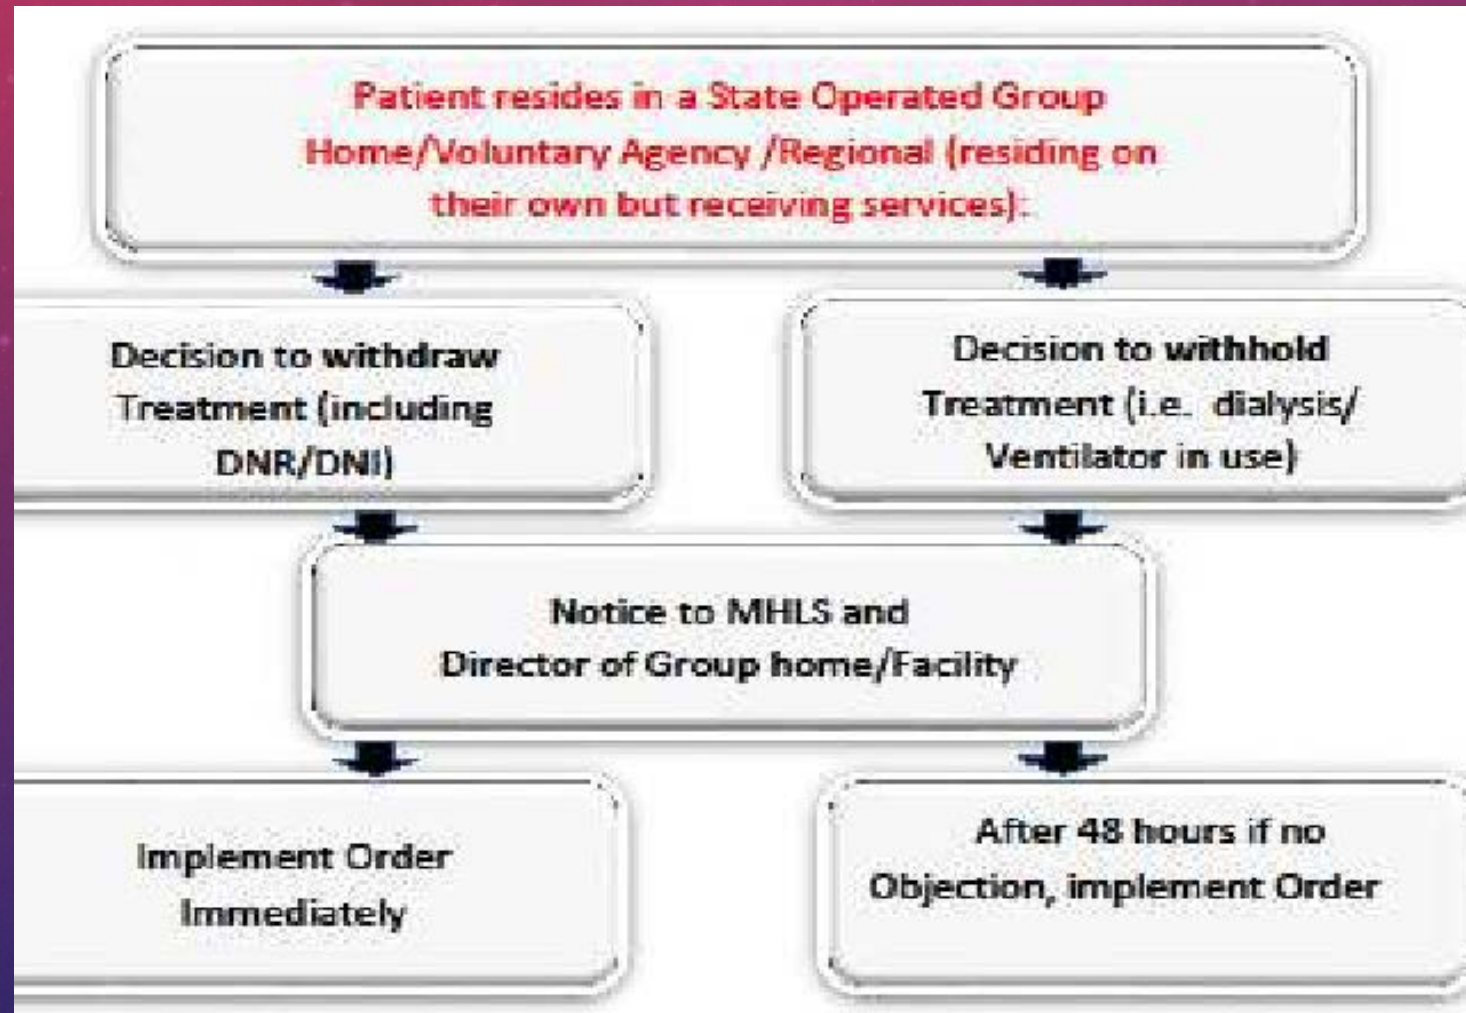 Patient resides in a State Operated Group
Home/Voluntary Agency /Regional (residing on
their own but receiving services):
Decision to withdraw
Treatment (including
DNR/DNI)
Decision to withhold
Treatment (i.e. dialysis/
Ventilator in use)
Notice to MHLS and
Director of Group home/Facility
Implement Order
Immediately
After 48 hours if no
Objection, implement Order